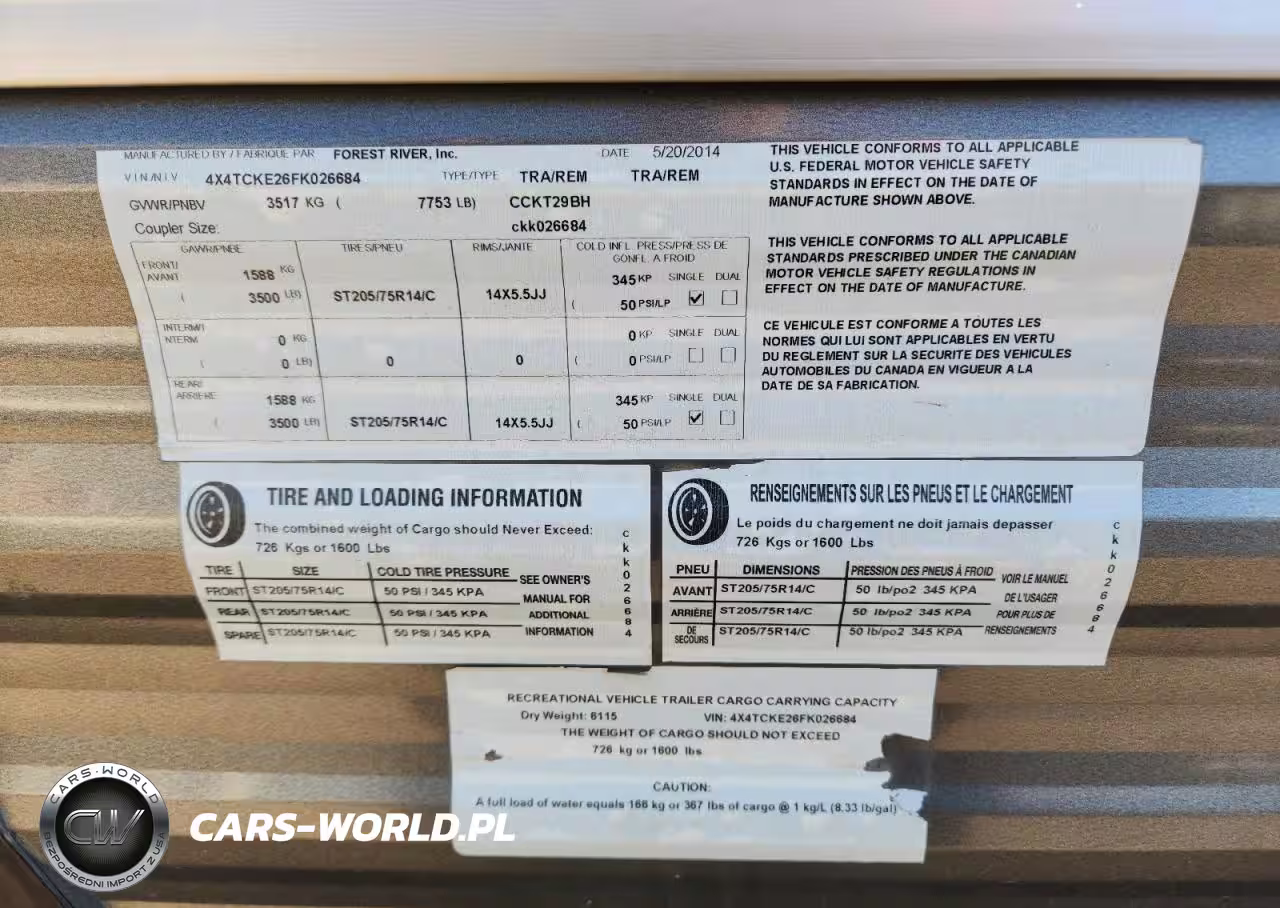 MANUFACTURED BY / FABRIQUE PAR FOREST RIVER, Inc. DATE 5/20/2014
VIN/NIV 4X4TCKE26FK026684 TYPE/TYPE TRA/REM TRA/REM
GVWR/PNBV 3517 KG ( 7753 LB) CCKT29BH
Coupler Size: ckk026684
GAWR/PNBE TIRES/PNEU RIMS/JANTE COLD INFL. PRESS/PRESS DE
GONFL. A FROID
FRONT/
AVANT 1588 KG 345 KP SINGLE DUAL
( 3500 LB) ST205/75R14/C 14X5.5JJ ( 50 PSI/LP
INTERM/I
NTERM 0 KG 0 KP SINGLE DUAL
( 0 LB) 0 0 ( 0 PSI/LP
REAR/
ARRIERE 1588 KG 345 KP SINGLE DUAL
( 3500 LB) ST205/75R14/C 14X5.5JJ ( 50 PSI/LP
THIS VEHICLE CONFORMS TO ALL APPLICABLE
U.S. FEDERAL MOTOR VEHICLE SAFETY
STANDARDS IN EFFECT ON THE DATE OF
MANUFACTURE SHOWN ABOVE.
THIS VEHICLE CONFORMS TO ALL APPLICABLE
STANDARDS PRESCRIBED UNDER THE CANADIAN
MOTOR VEHICLE SAFETY REGULATIONS IN
EFFECT ON THE DATE OF MANUFACTURE.
CE VEHICULE EST CONFORME A TOUTES LES
NORMES QUI LUI SONT APPLICABLES EN VERTU
DU REGLEMENT SUR LA SECURITE DES VEHICULES
AUTOMOBILES DU CANADA EN VIGUEUR A LA
DATE DE SA FABRICATION.
TIRE AND LOADING INFORMATION
The combined weight of Cargo should Never Exceed:
726 Kgs or 1600 Lbs
TIRE SIZE COLD TIRE PRESSURE
FRONT ST205/75R14/C 50 PSI / 345 KPA
REAR ST205/75R14/C 50 PSI / 345 KPA
SPARE ST205/75R14/C 50 PSI / 345 KPA
SEE OWNER'S
MANUAL FOR
ADDITIONAL
INFORMATION
ckk026684
RENSEIGNEMENTS SUR LES PNEUS ET LE CHARGEMENT
Le poids du chargement ne doit jamais depasser
726 Kgs or 1600 Lbs
PNEU DIMENSIONS PRESSION DES PNEUS À FROID
AVANT ST205/75R14/C 50 lb/po2 345 KPA
ARRIÈRE ST205/75R14/C 50 lb/po2 345 KPA
DE
SECOURS ST205/75R14/C 50 lb/po2 345 KPA
VOIR LE MANUEL
DE L'USAGER
POUR PLUS DE
RENSEIGNEMENTS
ckk026684
RECREATIONAL VEHICLE TRAILER CARGO CARRYING CAPACITY
Dry Weight: 6115 VIN: 4X4TCKE26FK026684
THE WEIGHT OF CARGO SHOULD NOT EXCEED
726 kg or 1600 lbs
CAUTION:
A full load of water equals 166 kg or 367 lbs of cargo @ 1 kg/L (8.33 lb/gal)
CARS-WORLD
CW
BEZPOŚREDNI IMPORT Z USA
CARS-WORLD.PL